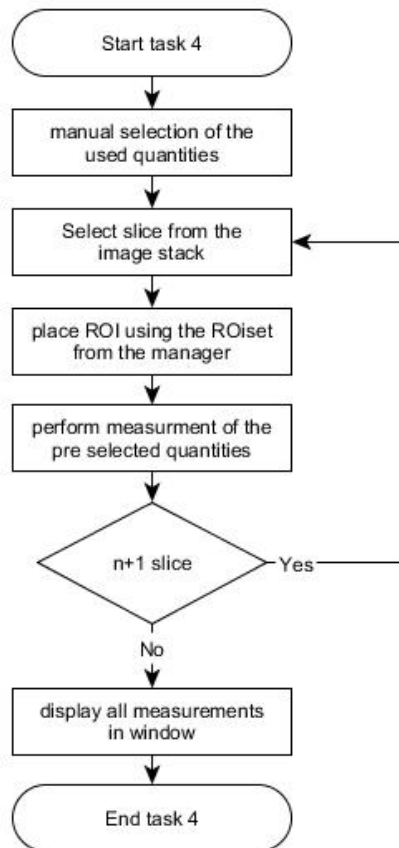 Start task 4
manual selection of the
used quantities
Select slice from the
image stack
place ROI using the ROiset
from the manager
perform measurment of the
pre selected quantities
n+1 slice
Yes
No
display all measurements
in window
End task 4